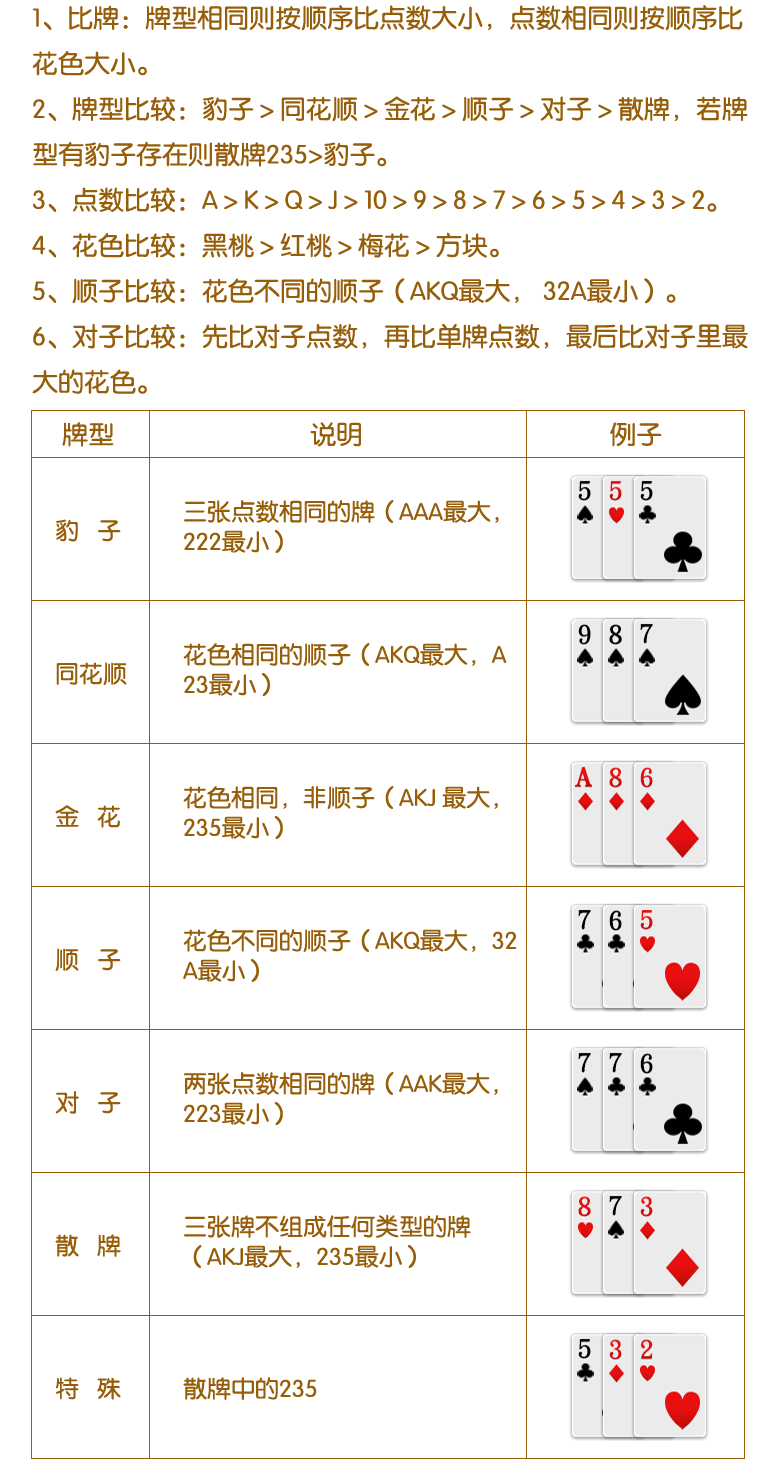 1、比牌：牌型相同则按顺序比点数大小，点数相同则按顺序比
花色大小。
2、牌型比较：豹子＞同花顺＞金花＞顺子＞对子＞散牌，若牌
型有豹子存在则散牌235>豹子。
3、点数比较：A＞K＞Q＞J＞10＞9＞8＞7＞6＞5＞4＞3＞2。
4、花色比较：黑桃＞红桃＞梅花＞方块。
5、顺子比较：花色不同的顺子（AKQ最大， 32A最小）。
6、对子比较：先比对子点数，再比单牌点数，最后比对子里最
大的花色。
牌型 说明 例子
豹 子
三张点数相同的牌（AAA最大，
222最小）
5 5 5
同花顺
花色相同的顺子（AKQ最大，A
23最小）
9 8 7
金 花
花色相同，非顺子（AKJ 最大，
235最小）
A 8 6
顺 子
花色不同的顺子（AKQ最大，32
A最小）
7 6 5
对 子
两张点数相同的牌（AAK最大，
223最小）
7 7 6
散 牌
三张牌不组成任何类型的牌
（AKJ最大，235最小）
8 7 3
特 殊
散牌中的235
5 3 2